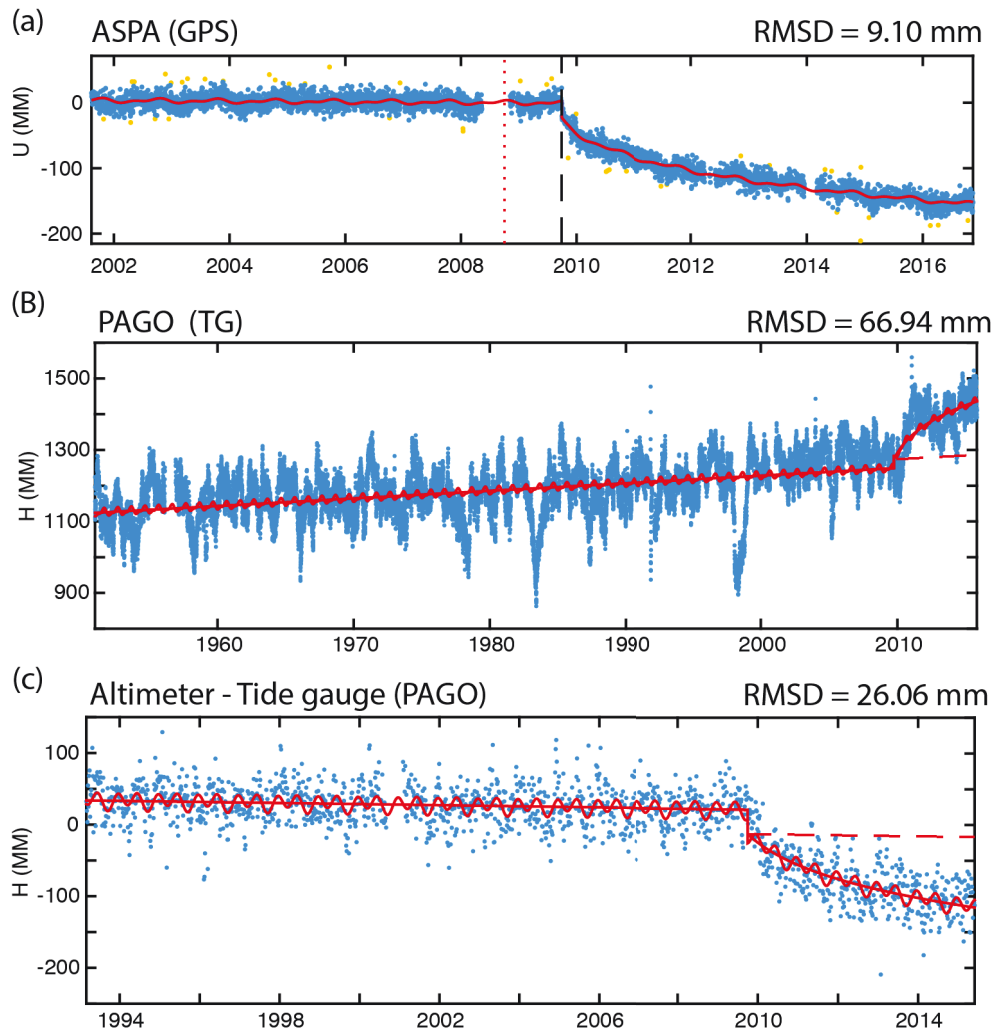 (a)
ASPA (GPS) RMSD = 9.10 mm
U (MM)
0
-100
-200
2002 2004 2006 2008 2010 2012 2014 2016
(B)
PAGO (TG) RMSD = 66.94 mm
H (MM)
1500
1300
1100
900
1960 1970 1980 1990 2000 2010
(c)
Altimeter - Tide gauge (PAGO) RMSD = 26.06 mm
H (MM)
100
0
-100
-200
1994 1998 2002 2006 2010 2014